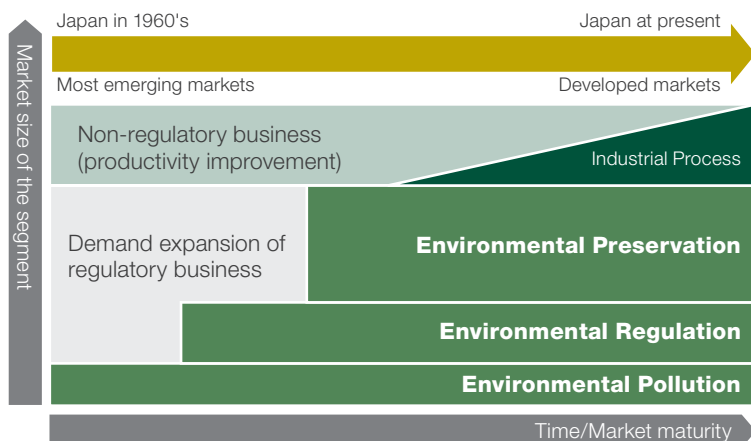 Japan in 1960's
Japan at present
Most emerging markets
Developed markets
Market size of the segment
Non-regulatory business
(productivity improvement)
Industrial Process
Demand expansion of
regulatory business
Environmental Preservation
Environmental Regulation
Environmental Pollution
Time/Market maturity